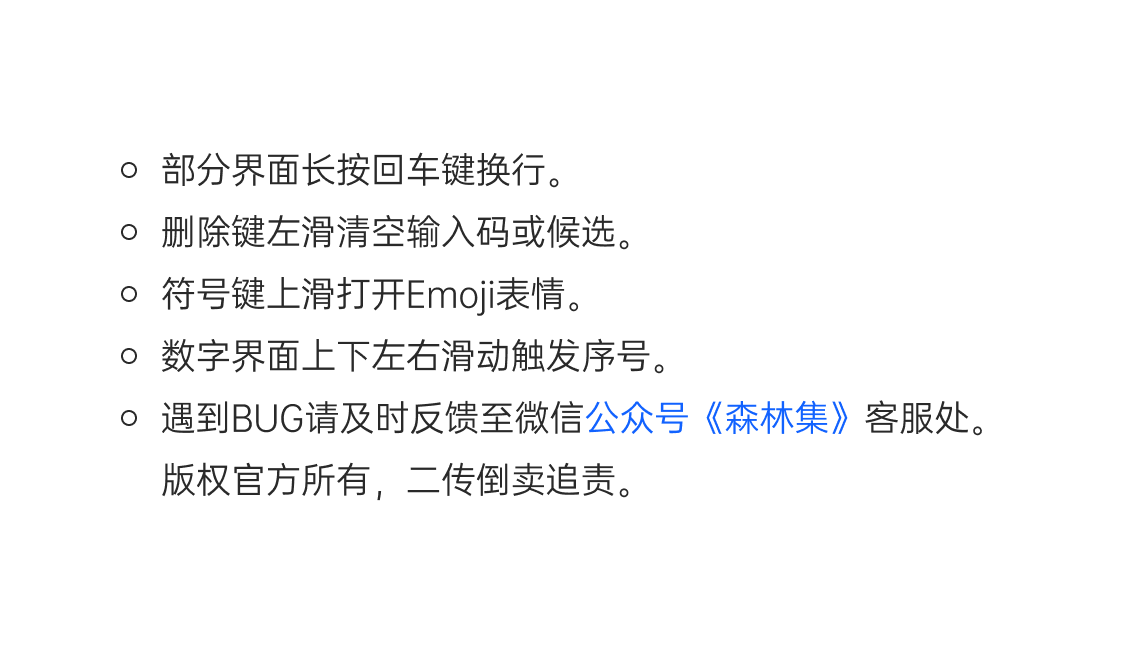 部分界面长按回车键换行。
删除键左滑清空输入码或候选。
符号键上滑打开Emoji表情。
数字界面上下左右滑动触发序号。
遇到BUG请及时反馈至微信公众号《森林集》客服处。
版权官方所有，二传倒卖追责。